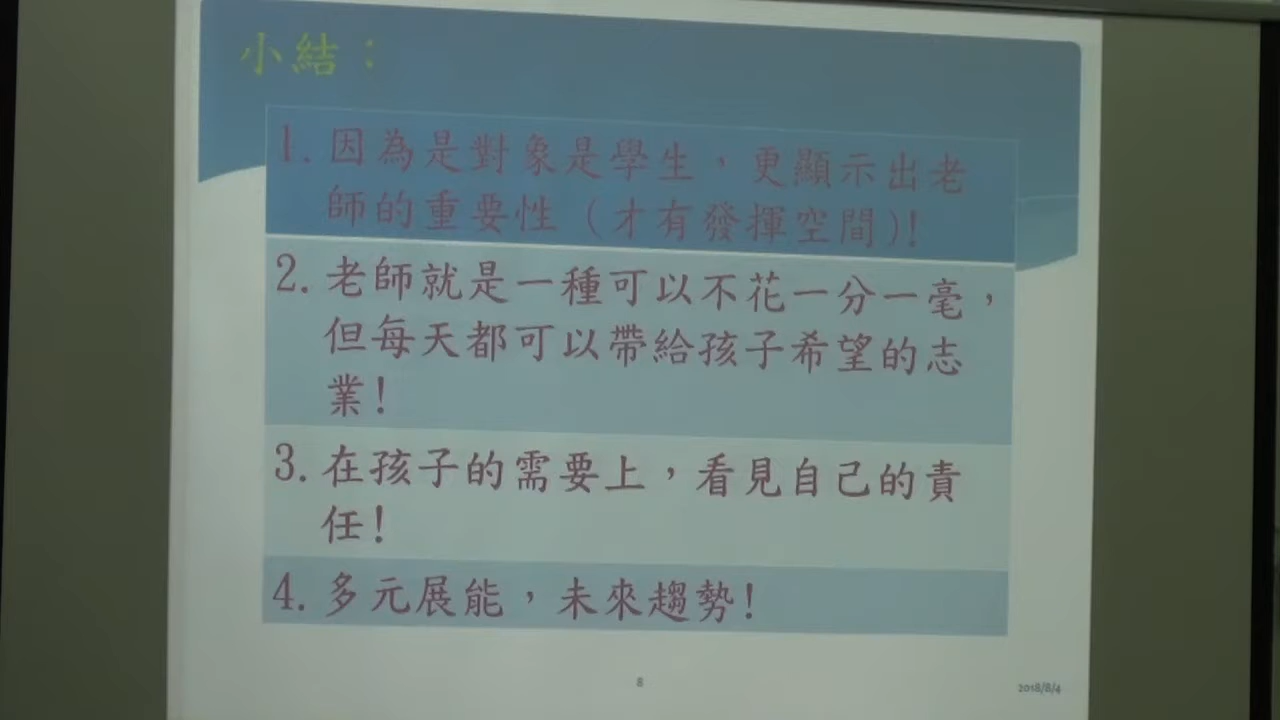 小結：
1. 因為是對象是學生，更顯示出老
師的重要性（才有發揮空間)!
2. 老師就是一種可以不花一分一毫，
但每天都可以帶給孩子希望的志
業!
3. 在孩子的需要上，看見自己的責
任!
4. 多元展能，未來趨勢!
8
2018/8/4